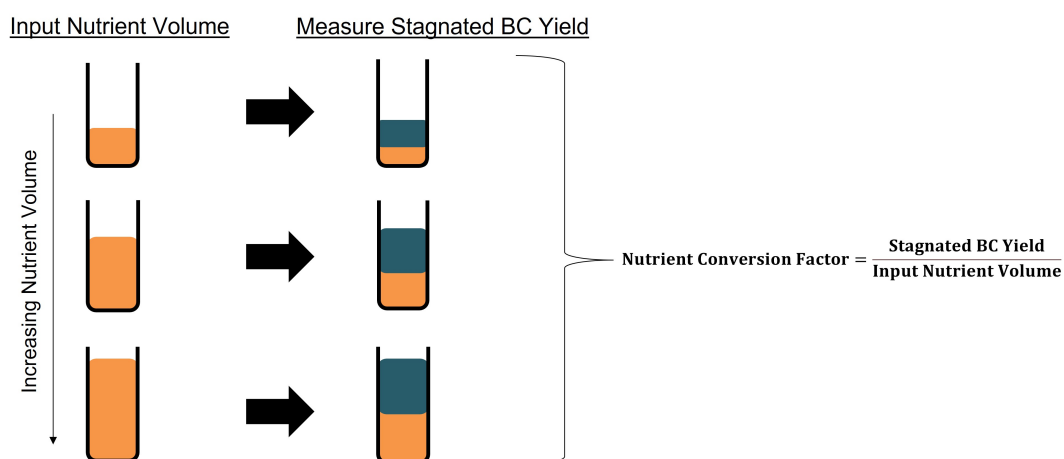 Input Nutrient Volume
Measure Stagnated BC Yield
Increasing Nutrient Volume
Nutrient Conversion Factor = Stagnated BC Yield / Input Nutrient Volume